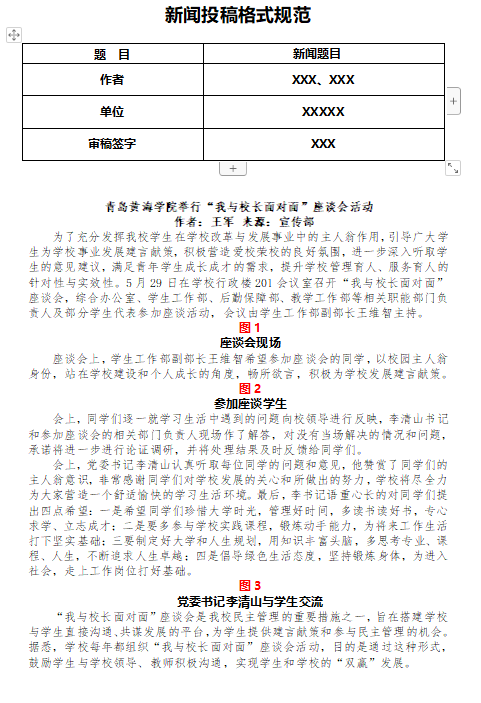 新闻投稿格式规范
题 目 新闻题目
作者 XXX、XXX
单位 XXXXX
审稿签字 XXX
青岛黄海学院举行“我与校长面对面”座谈会活动
作者：王军 来源：宣传部
为了充分发挥我校学生在学校改革与发展事业中的主人翁作用，引导广大学
生为学校事业发展建言献策，积极营造爱校荣校的良好氛围，进一步深入听取学
生的意见建议，满足青年学生成长成才的需求，提升学校管理育人、服务育人的
针对性与实效性。5 月 29 日在学校行政楼 201 会议室召开“我与校长面对面”
座谈会，综合办公室、学生工作部、后勤保障部、教学工作部等相关职能部门负
责人及部分学生代表参加座谈活动，会议由学生工作部副部长王维智主持。
图 1
座谈会现场
座谈会上，学生工作部副部长王维智希望参加座谈会的同学，以校园主人翁
身份，站在学校建设和个人成长的角度，畅所欲言，积极为学校发展建言献策。
图 2
参加座谈学生
会上，同学们逐一就学习生活中遇到的问题向校领导进行反映，李清山书记
和参加座谈会的相关部门负责人现场作了解答，对没有当场解决的情况和问题，
承诺将进一步进行论证调研，并将处理结果及时反馈给同学们。
会上，党委书记李清山认真听取每位同学的问题和意见，他赞赏了同学们的
主人翁意识，非常感谢同学们对学校发展的关心和所做出的努力，学校将尽全力
为大家营造一个舒适愉快的学习生活环境。最后，李书记语重心长的对同学们提
出四点希望：一是希望同学们珍惜大学时光，管理好时间，多读书读好书，专心
求学、立志成才；二是要多参与学校实践课程，锻炼动手能力，为将来工作生活
打下坚实基础；三要制定好大学和人生规划，用知识丰富头脑，多思考专业、课
程、人生，不断追求人生卓越；四是倡导绿色生活态度，坚持锻炼身体，为进入
社会，走上工作岗位打好基础。
图 3
党委书记李清山与学生交流
“我与校长面对面”座谈会是我校民主管理的重要措施之一，旨在搭建学校
与学生直接沟通、共谋发展的平台，为学生提供建言献策和参与民主管理的机会。
据悉，学校每年都组织“我与校长面对面”座谈会活动，目的是通过这种形式，
鼓励学生与学校领导、教师积极沟通，实现学生和学校的“双赢”发展。